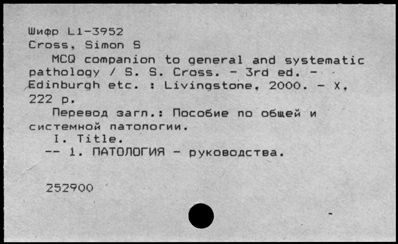 Шифр L1-3952
Cross, Simon S
MCQ companion to general and systematic
pathology / S. S. Cross. - 3rd ed. -
Edinburgh etc. : Livingstone, 2000. - X,
222 p.
Перевод загл.: Пособие по общей и
системной патологии.
I. Title.
-- 1. ПАТОЛОГИЯ - руководства.
252900